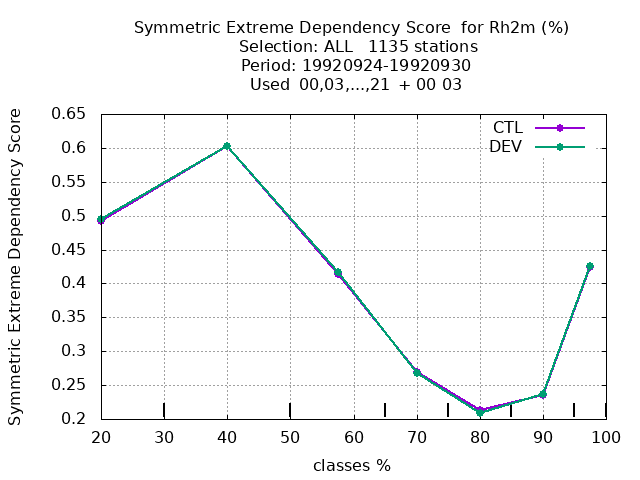 Symmetric Extreme Dependency Score  for Rh2m (%)
Selection: ALL   1135 stations
Period: 19920924-19920930
Used  00,03,...,21  + 00 03
Symmetric Extreme Dependency Score
CTL
DEV
0.65
0.6
0.55
0.5
0.45
0.4
0.35
0.3
0.25
0.2
20 30 40 50 60 70 80 90 100
classes %